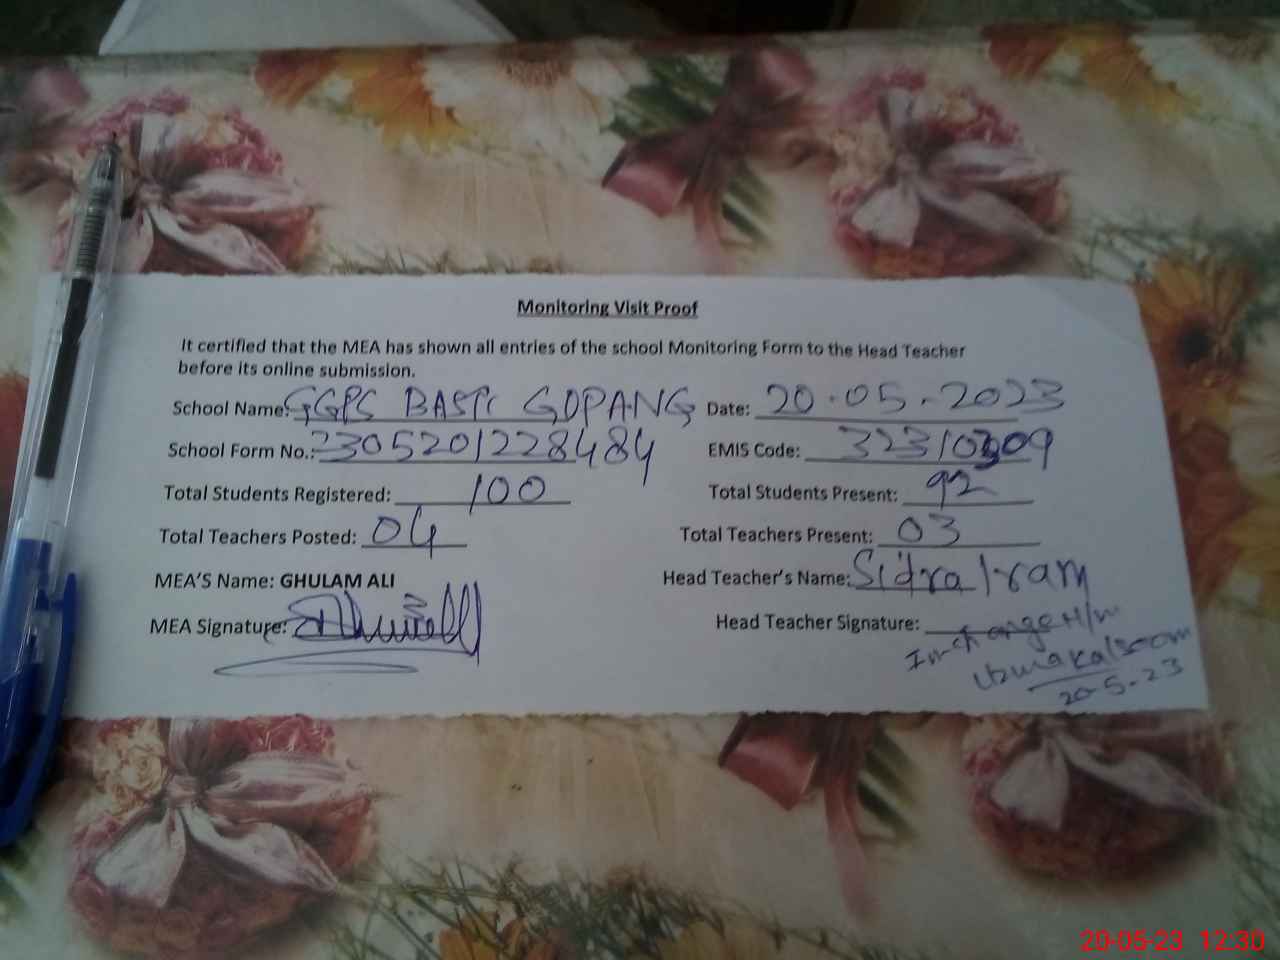 Monitoring Visit Proof
It certified that the MEA has shown all entries of the school Monitoring Form to the Head Teacher
before its online submission.
School Name: GGPS BASTI GOPANG Date: 20.05.2023
School Form No.: 2305201228484 EMIS Code: 32310309
Total Students Registered: 100 Total Students Present: 92
Total Teachers Posted: 04 Total Teachers Present: 03
MEA'S Name: GHULAM ALI Head Teacher's Name: Sidra Iram
MEA Signature: Head Teacher Signature:
Incharge H/m
20-5-23
20-05-23 12:30